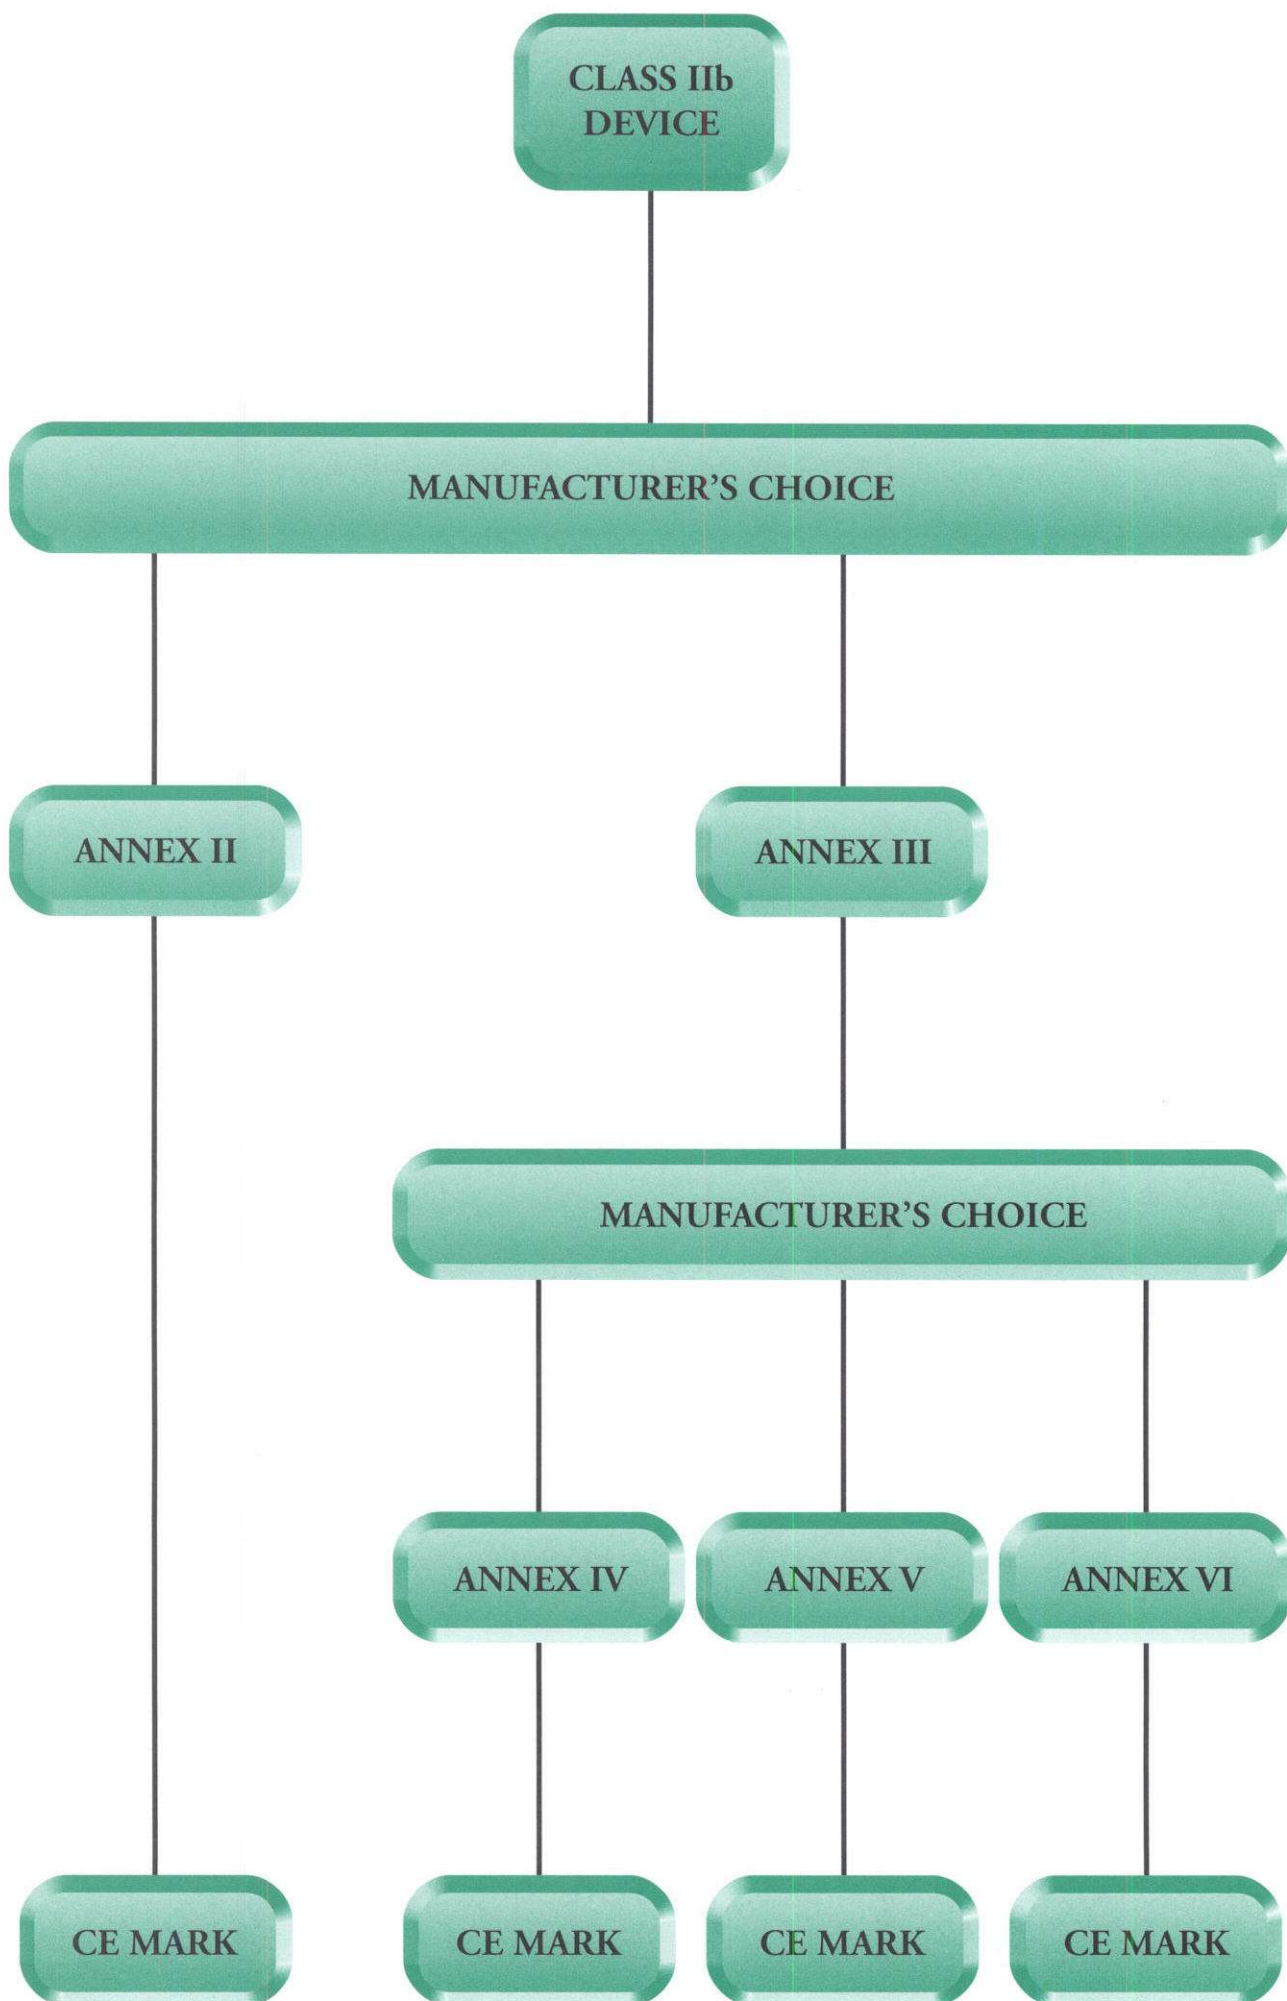 CLASS IIb
DEVICE
MANUFACTURER'S CHOICE
ANNEX II
ANNEX III
MANUFACTURER'S CHOICE
ANNEX IV
ANNEX V
ANNEX VI
CE MARK
CE MARK
CE MARK
CE MARK